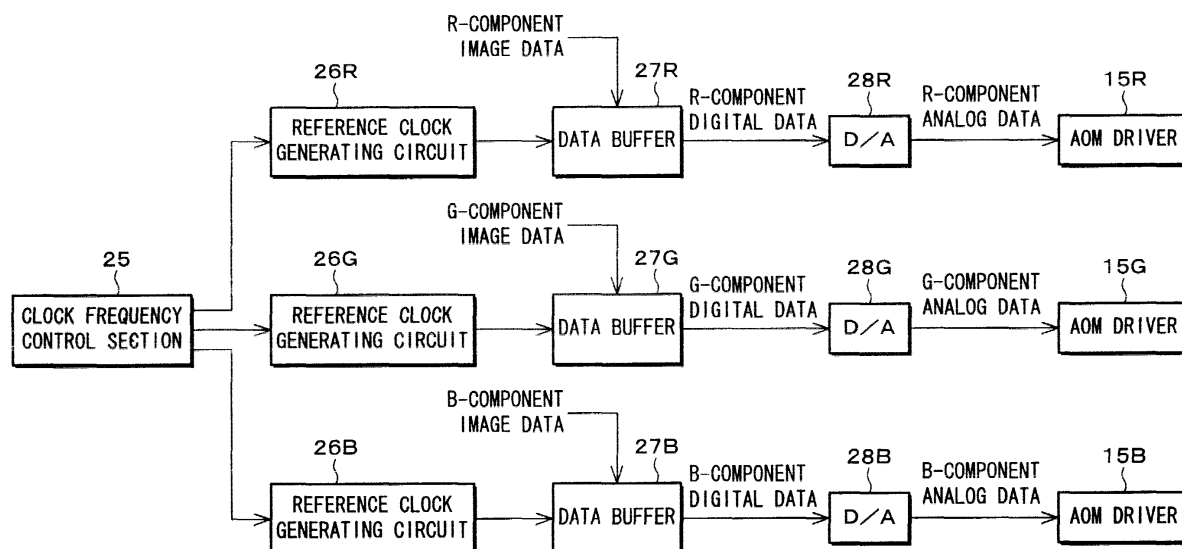 R-COMPONENT
IMAGE DATA
26R
27R
R-COMPONENT
DIGITAL DATA
28R
R-COMPONENT
ANALOG DATA
15R
REFERENCE CLOCK
GENERATING CIRCUIT
DATA BUFFER
D/A
AOM DRIVER
G-COMPONENT
IMAGE DATA
25
26G
27G
G-COMPONENT
DIGITAL DATA
28G
G-COMPONENT
ANALOG DATA
15G
CLOCK FREQUENCY
CONTROL SECTION
REFERENCE CLOCK
GENERATING CIRCUIT
DATA BUFFER
D/A
AOM DRIVER
B-COMPONENT
IMAGE DATA
26B
27B
B-COMPONENT
DIGITAL DATA
28B
B-COMPONENT
ANALOG DATA
15B
REFERENCE CLOCK
GENERATING CIRCUIT
DATA BUFFER
D/A
AOM DRIVER